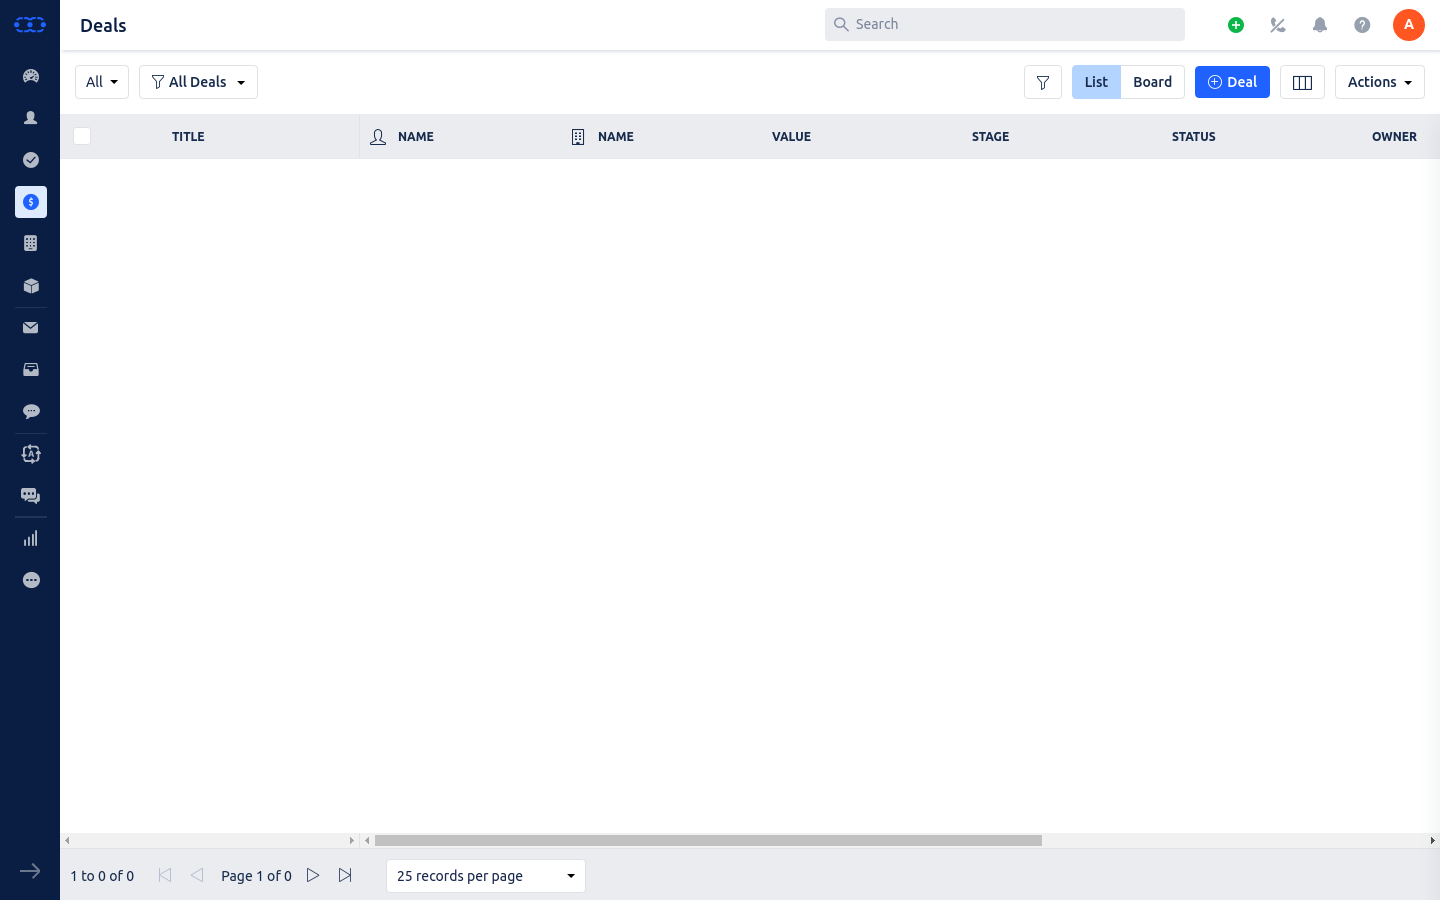 Deals
Search
A
All
All Deals
List
Board
Deal
Actions
TITLE
NAME
NAME
VALUE
STAGE
STATUS
OWNER
1 to 0 of 0
Page 1 of 0
25 records per page